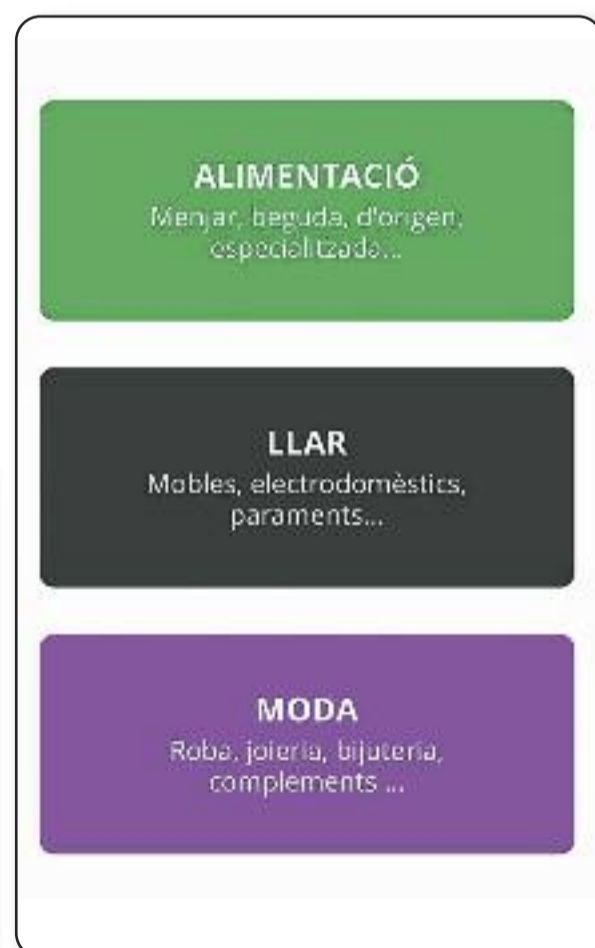 ALIMENTACIÓ
Menjar, beguda, d'origen,
especialitzada...
LLAR
Mobles, electrodomèstics,
paraments...
MODA
Roba, joieria, bijuteria,
complements ...